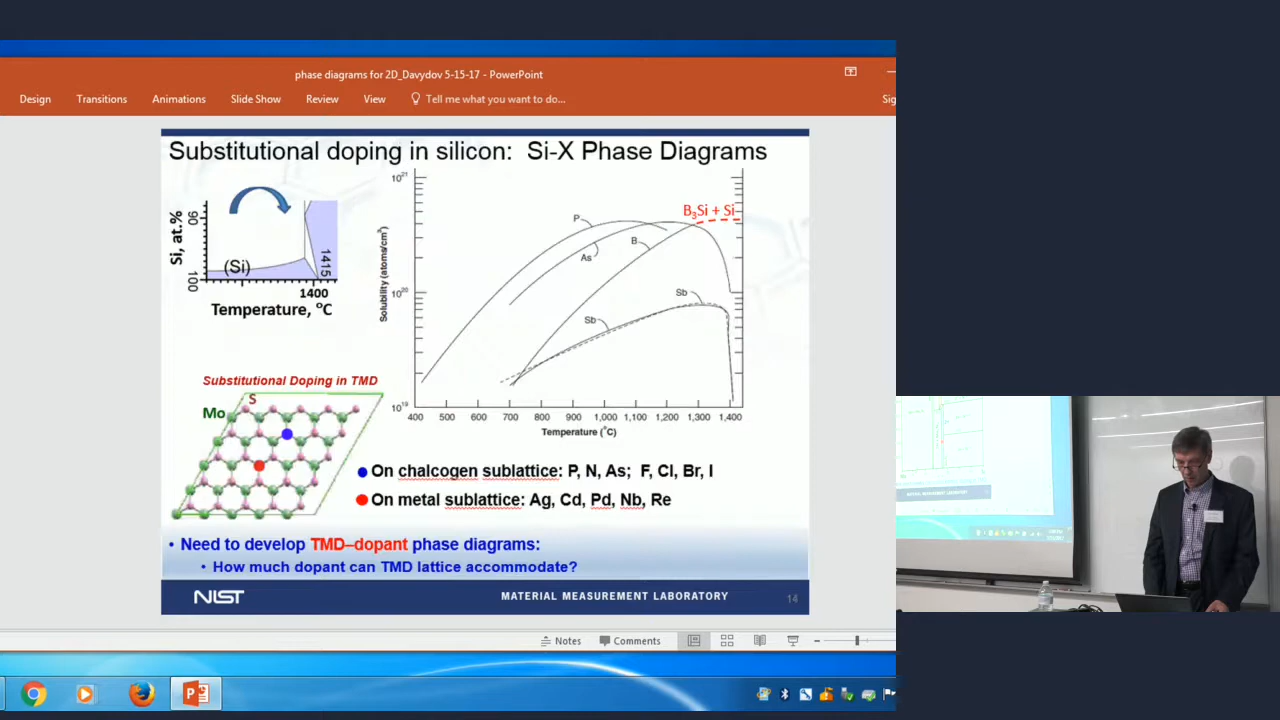 phase diagrams for 2D_Davydov 5-15-17 - PowerPoint
Design Transitions Animations Slide Show Review View Tell me what you want to do... Sig
Substitutional doping in silicon: Si-X Phase Diagrams
Si, at.%
90
100
(Si)
1415
1400
Temperature, °C
Solubility (atoms/cm³)
10²¹
10²⁰
10¹⁹
P
As
B
B₃Si + Si
Sb
Sb
400 500 600 700 800 900 1,000 1,100 1,200 1,300 1,400
Temperature (°C)
Substitutional Doping in TMD
S
Mo
On chalcogen sublattice: P, N, As; F, Cl, Br, I
On metal sublattice: Ag, Cd, Pd, Nb, Re
• Need to develop TMD–dopant phase diagrams:
• How much dopant can TMD lattice accommodate?
NIST
MATERIAL MEASUREMENT LABORATORY
14
Notes Comments